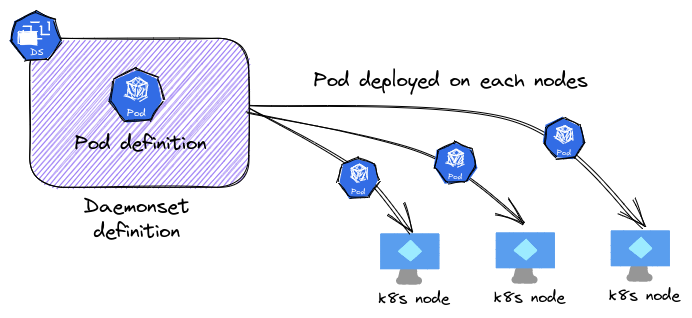 DS
Pod
Pod definition
Daemonset
definition
Pod deployed on each nodes
Pod
Pod
Pod
k8s node
k8s node
k8s node